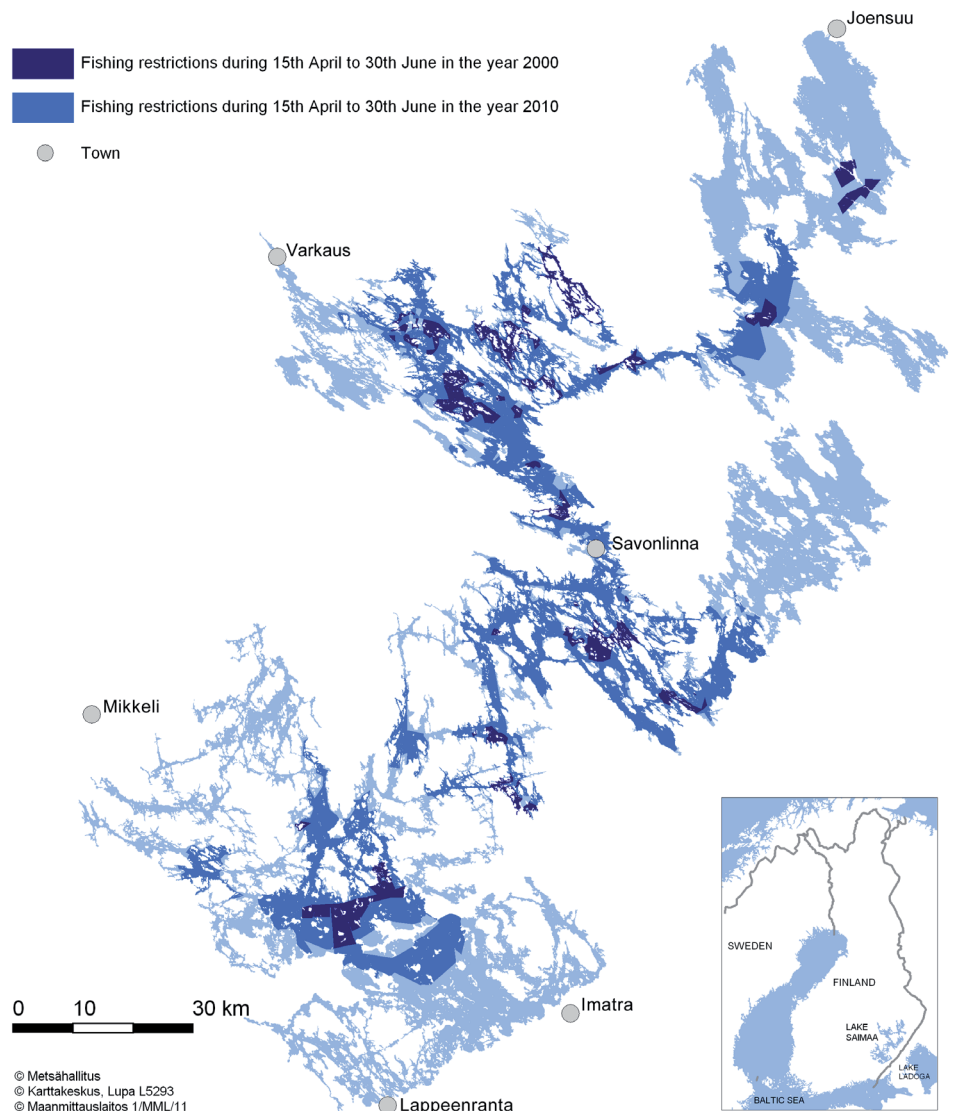 Joensuu
Fishing restrictions during 15th April to 30th June in the year 2000
Fishing restrictions during 15th April to 30th June in the year 2010
Town
Varkaus
Savonlinna
Mikkeli
SWEDEN
FINLAND
0 10 30 km
Imatra
LAKE
SAIMAA
LAKE
LADOGA
© Metsähallitus
© Karttakeskus, Lupa L5293
© Maanmittauslaitos 1/MML/11
Lappeenranta
BALTIC SEA